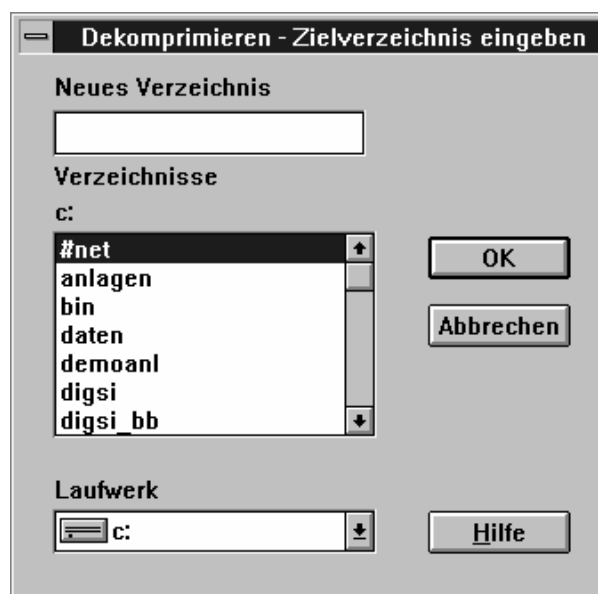 Dekomprimieren - Zielverzeichnis eingeben
Neues Verzeichnis
Verzeichnisse
c:
#net
anlagen
bin
daten
demoanl
digsi
digsi_bb
OK
Abbrechen
Laufwerk
c:
Hilfe